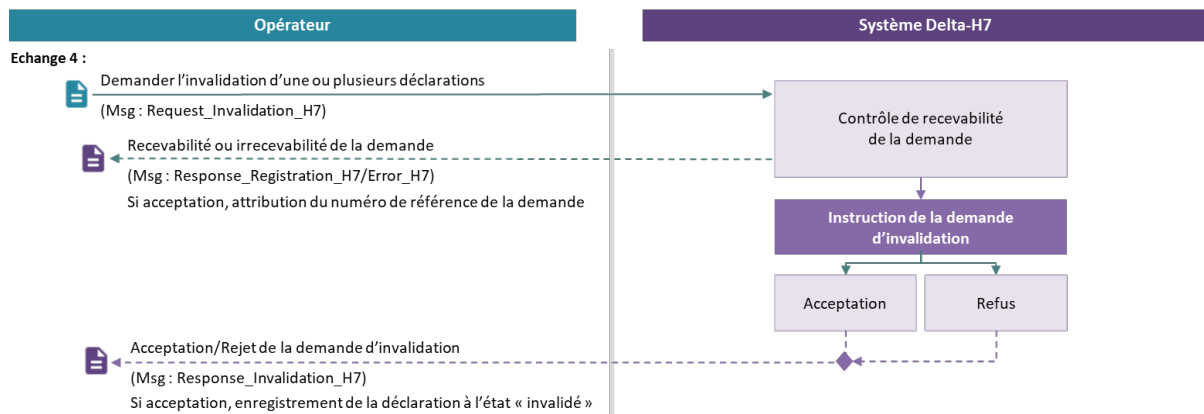 Opérateur
Système Delta-H7
Echange 4 :
Demander l'invalidation d'une ou plusieurs déclarations
(Msg : Request_Invalidation_H7)
Contrôle de recevabilité
de la demande
Recevabilité ou irrecevabilité de la demande
(Msg : Response_Registration_H7/Error_H7)
Si acceptation, attribution du numéro de référence de la demande
Instruction de la demande
d'invalidation
Acceptation
Refus
Acceptation/Rejet de la demande d'invalidation
(Msg : Response_Invalidation_H7)
Si acceptation, enregistrement de la déclaration à l'état « invalidé »